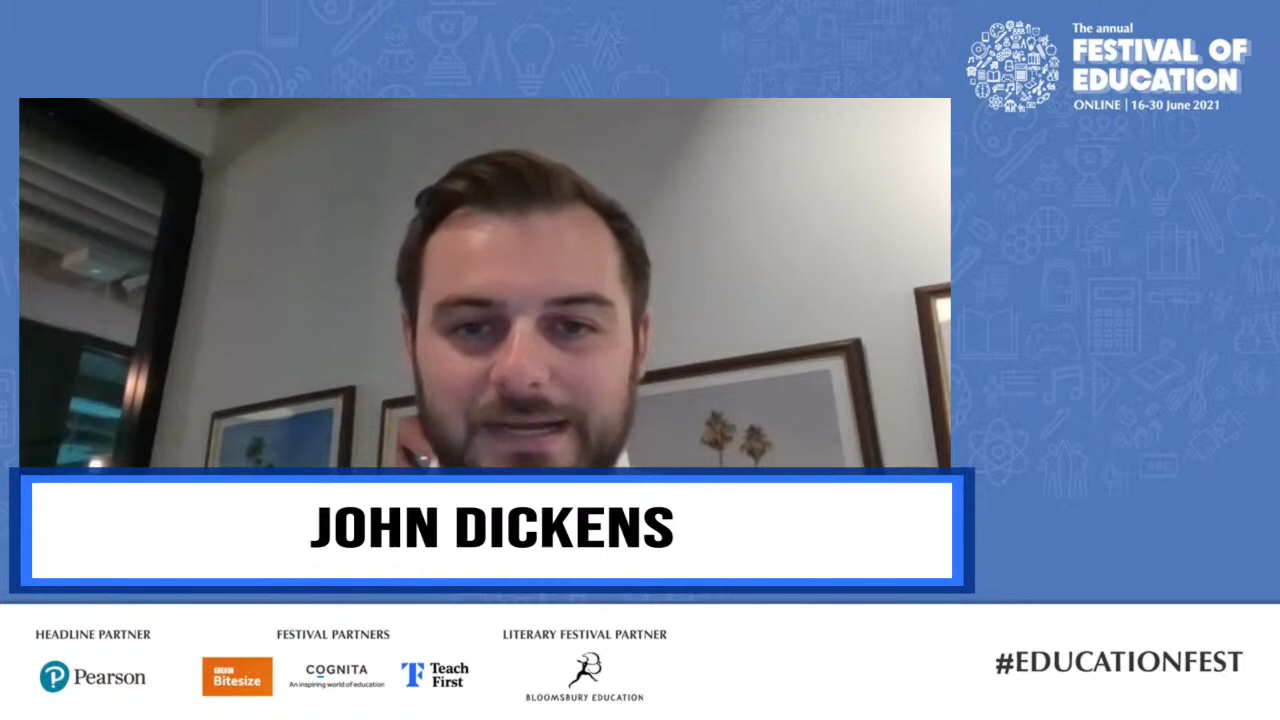 The annual
FESTIVAL OF
EDUCATION
ONLINE | 16-30 June 2021
JOHN DICKENS
HEADLINE PARTNER
FESTIVAL PARTNERS
LITERARY FESTIVAL PARTNER
Pearson
BBC
Bitesize
COGNITA
An inspiring world of education
Teach
First
BLOOMSBURY EDUCATION
#EDUCATIONFEST